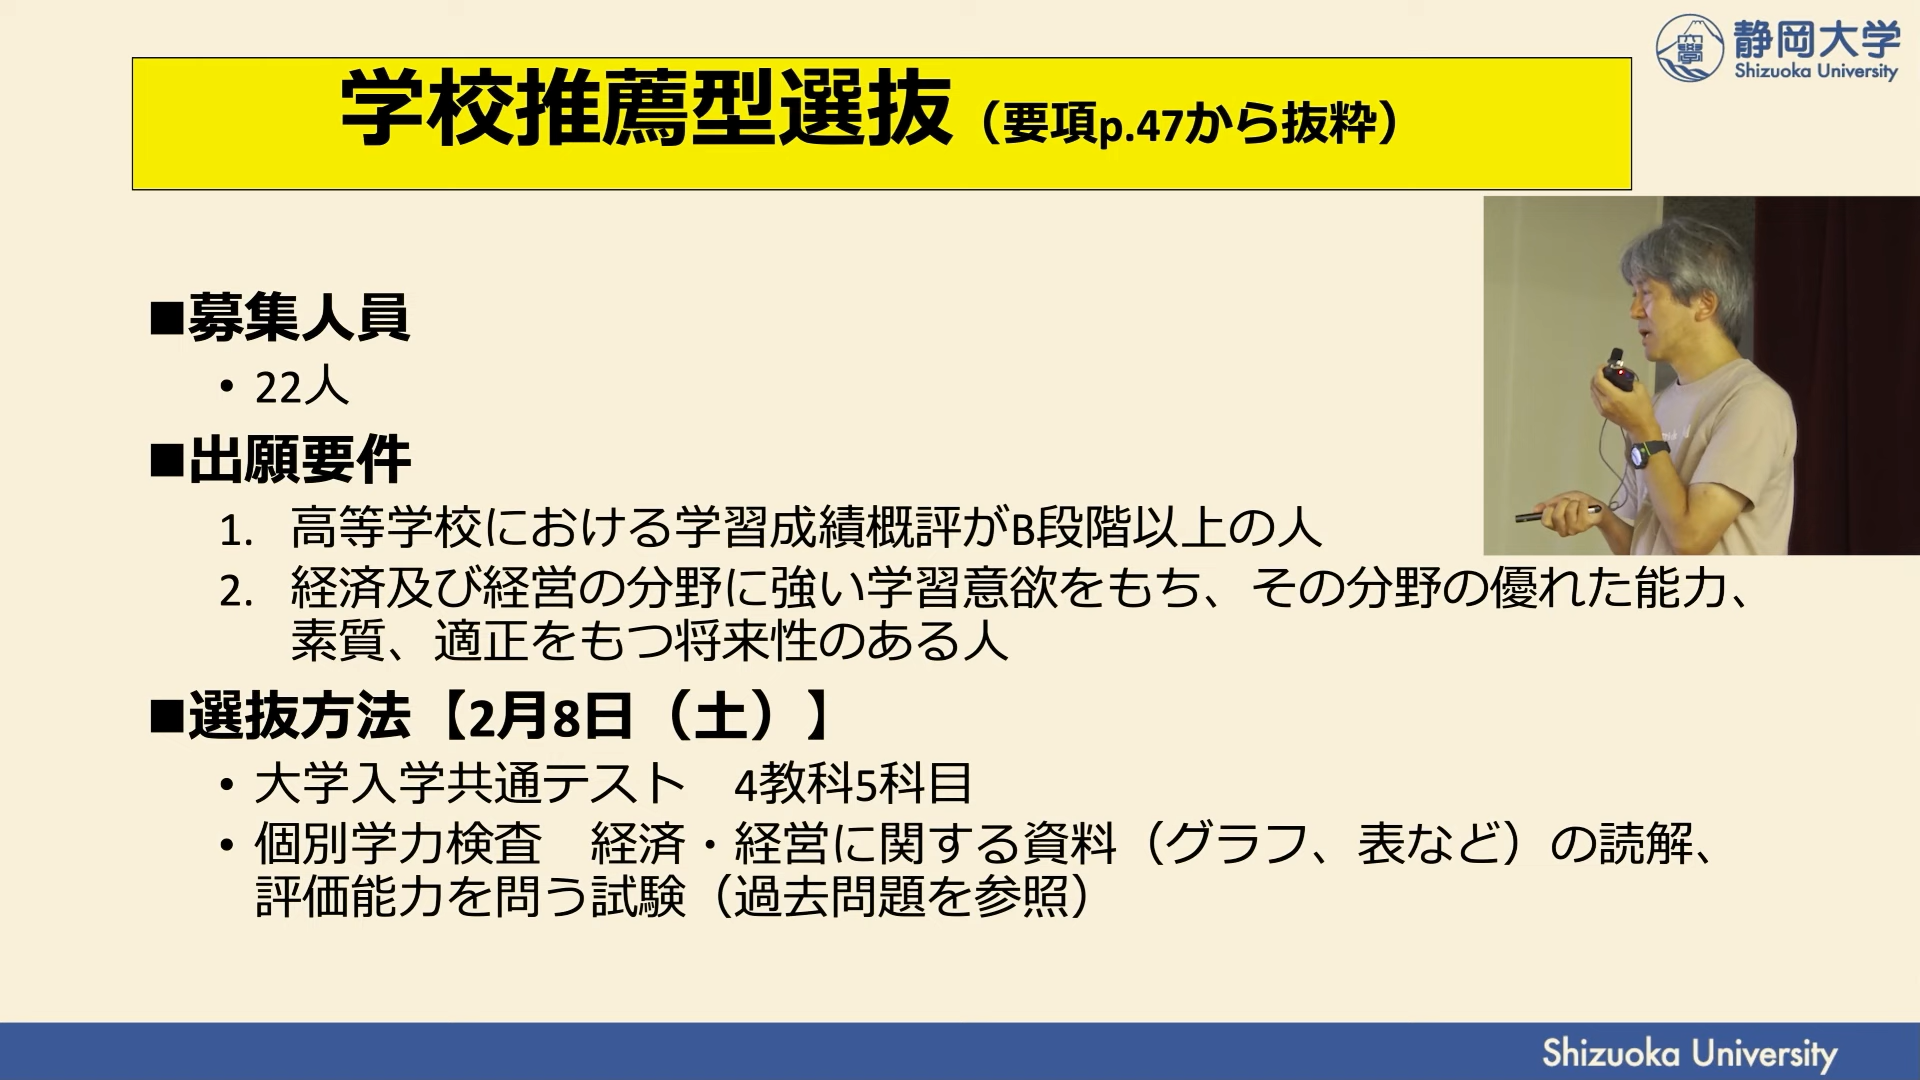 静岡大学
Shizuoka University
学校推薦型選抜（要項p.47から抜粋）
■募集人員
• 22人
■出願要件
1. 高等学校における学習成績概評がB段階以上の人
2. 経済及び経営の分野に強い学習意欲をもち、その分野の優れた能力、
素質、適正をもつ将来性のある人
■選抜方法【2月8日（土）】
• 大学入学共通テスト　4教科5科目
• 個別学力検査　経済・経営に関する資料（グラフ、表など）の読解、
評価能力を問う試験（過去問題を参照）
Shizuoka University